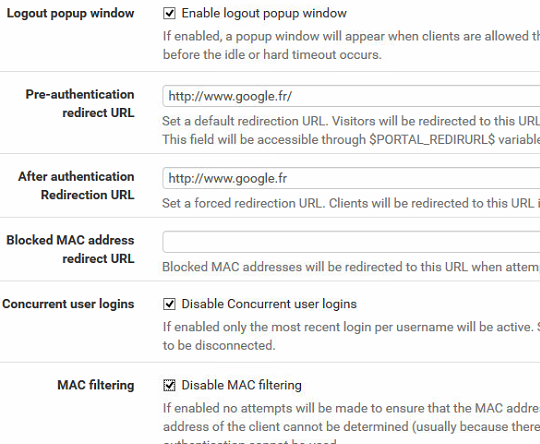 Logout popup window
Enable logout popup window
If enabled, a popup window will appear when clients are allowed
before the idle or hard timeout occurs.
Pre-authentication
redirect URL
http://www.google.fr/
Set a default redirection URL. Visitors will be redirected to this URL
This field will be accessible through $PORTAL_REDIRURL$ variable
After authentication
Redirection URL
http://www.google.fr
Set a forced redirection URL. Clients will be redirected to this URL
Blocked MAC address
redirect URL
Blocked MAC addresses will be redirected to this URL when
Concurrent user logins
Disable Concurrent user logins
If enabled only the most recent login per username will be active.
to be disconnected.
MAC filtering
Disable MAC filtering
If enabled no attempts will be made to ensure that the MAC
address of the client cannot be determined (usually because there